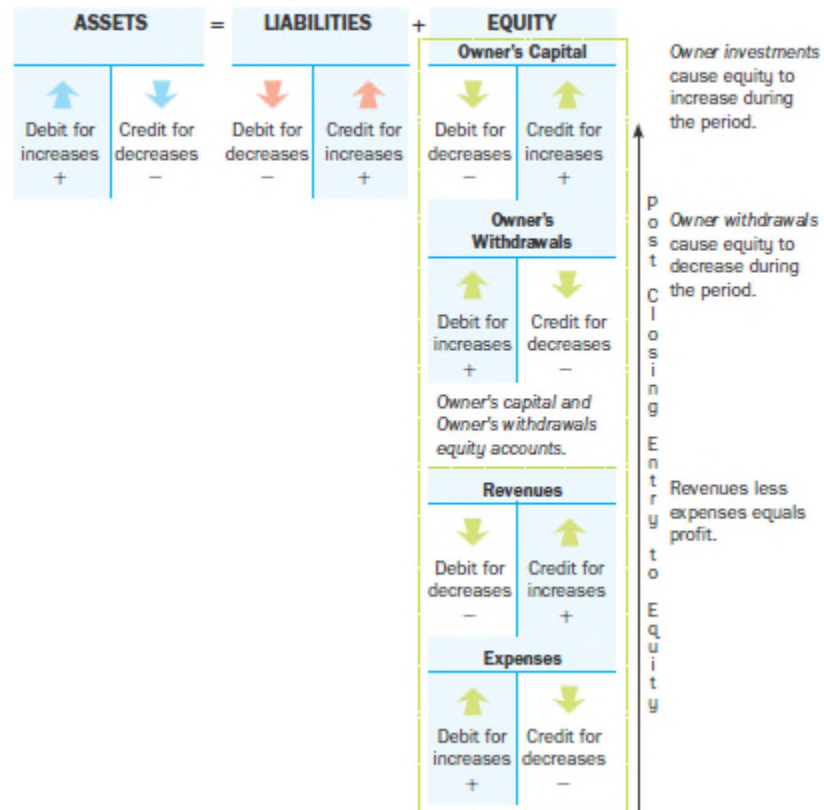 ASSETS = LIABILITIES + EQUITY
Owner's Capital
Debit for increases +
Credit for decreases −
Debit for decreases −
Credit for increases +
Debit for decreases −
Credit for increases +
Owner investments
cause equity to
increase during
the period.
Owner's
Withdrawals
Debit for increases +
Credit for decreases −
Owner withdrawals
cause equity to
decrease during
the period.
Owner's capital and
Owner's withdrawals
equity accounts.
Revenues
Debit for decreases −
Credit for increases +
Revenues less
expenses equals
profit.
Expenses
Debit for increases +
Credit for decreases −
Post Closing Entry to Equity